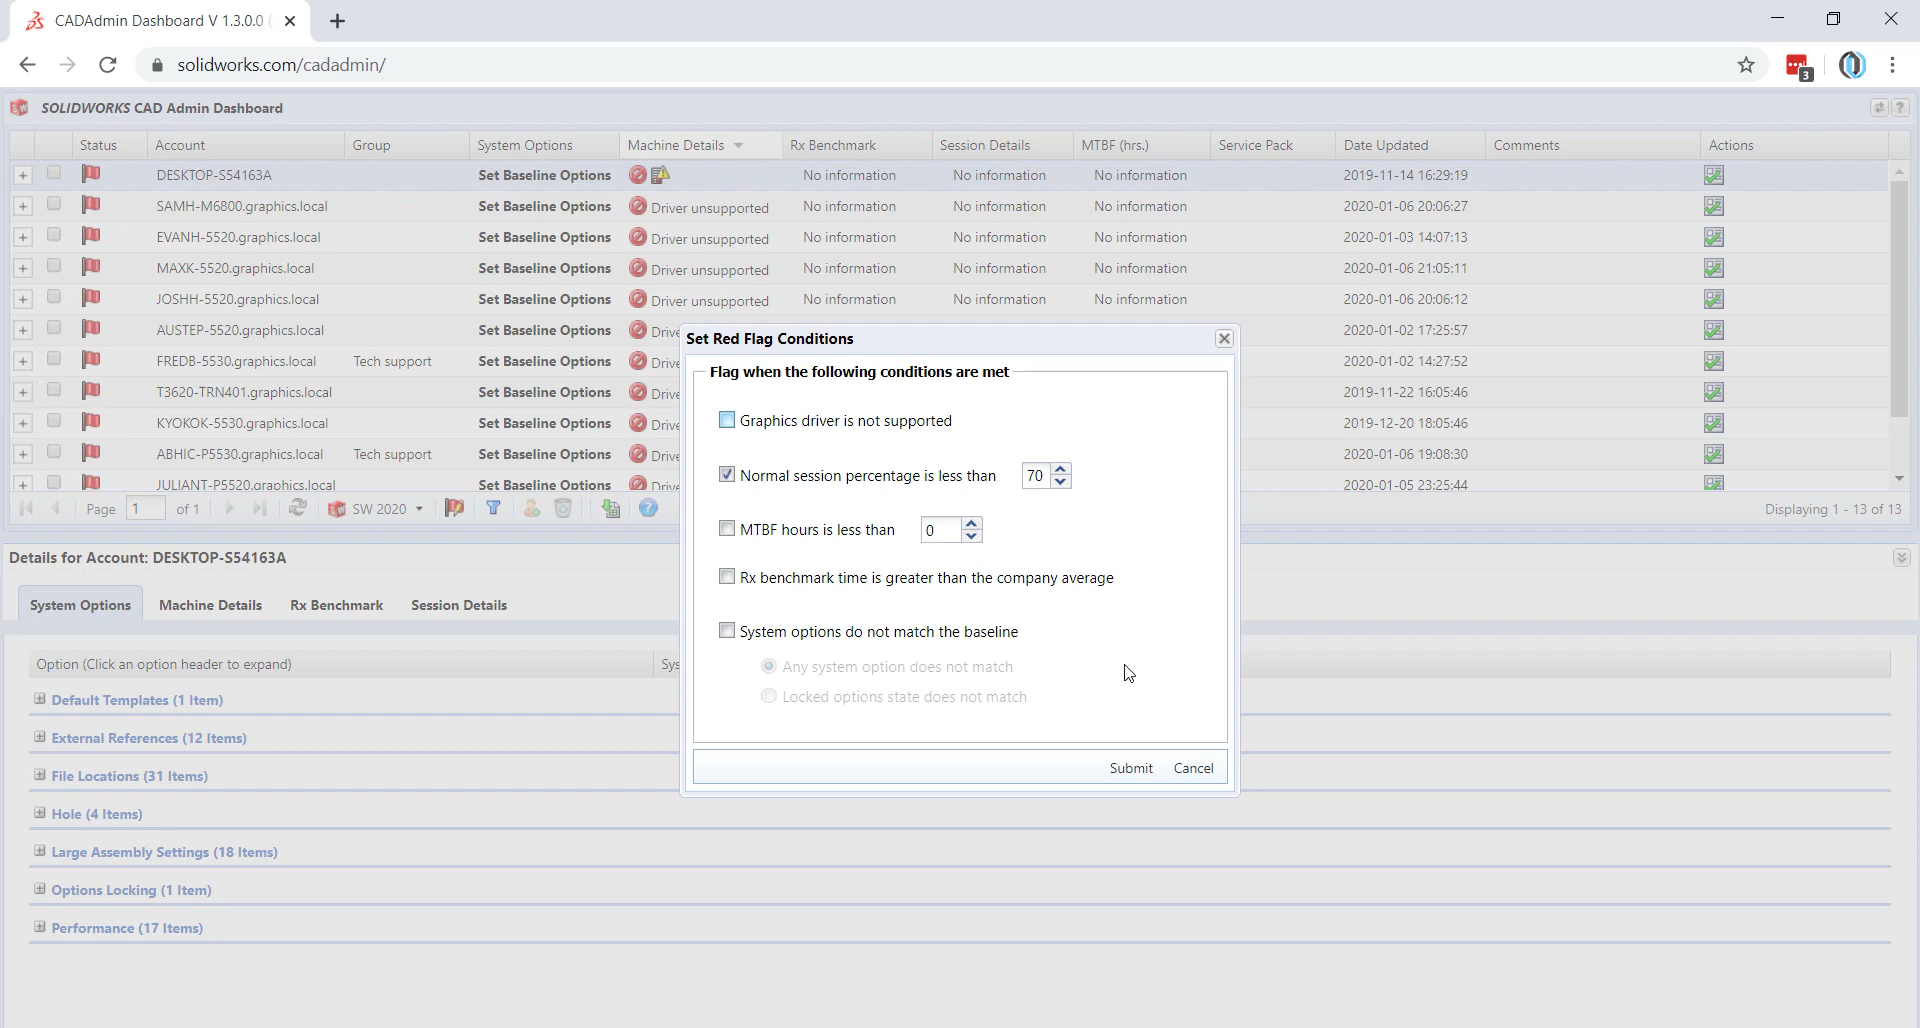 CADAdmin Dashboard V 1.3.0.0
solidworks.com/cadadmin/
3
SOLIDWORKS CAD Admin Dashboard
Status Account Group System Options Machine Details Rx Benchmark Session Details MTBF (hrs.) Service Pack Date Updated Comments Actions
DESKTOP-S54163A Set Baseline Options No information No information No information 2019-11-14 16:29:19
SAMH-M6800.graphics.local Set Baseline Options Driver unsupported No information No information No information 2020-01-06 20:06:27
EVANH-5520.graphics.local Set Baseline Options Driver unsupported No information No information No information 2020-01-03 14:07:13
MAXK-5520.graphics.local Set Baseline Options Driver unsupported No information No information No information 2020-01-06 21:05:11
JOSHH-5520.graphics.local Set Baseline Options Driver unsupported No information No information No information 2020-01-06 20:06:12
AUSTEP-5520.graphics.local Set Baseline Options Drive 2020-01-02 17:25:57
FREDB-5530.graphics.local Tech support Set Baseline Options Drive 2020-01-02 14:27:52
T3620-TRN401.graphics.local Set Baseline Options Drive 2019-11-22 16:05:46
KYOKOK-5530.graphics.local Set Baseline Options Drive 2019-12-20 18:05:46
ABHIC-P5530.graphics.local Tech support Set Baseline Options Drive 2020-01-06 19:08:30
JULIANT-P5520.graphics.local Set Baseline Options Drive 2020-01-05 23:25:44
Page 1 of 1 SW 2020 Displaying 1 - 13 of 13
Set Red Flag Conditions
Flag when the following conditions are met
Graphics driver is not supported
Normal session percentage is less than 70
MTBF hours is less than 0
Rx benchmark time is greater than the company average
System options do not match the baseline
Any system option does not match
Locked options state does not match
Submit Cancel
Details for Account: DESKTOP-S54163A
System Options Machine Details Rx Benchmark Session Details
Option (Click an option header to expand) Sys
Default Templates (1 Item)
External References (12 Items)
File Locations (31 Items)
Hole (4 Items)
Large Assembly Settings (18 Items)
Options Locking (1 Item)
Performance (17 Items)